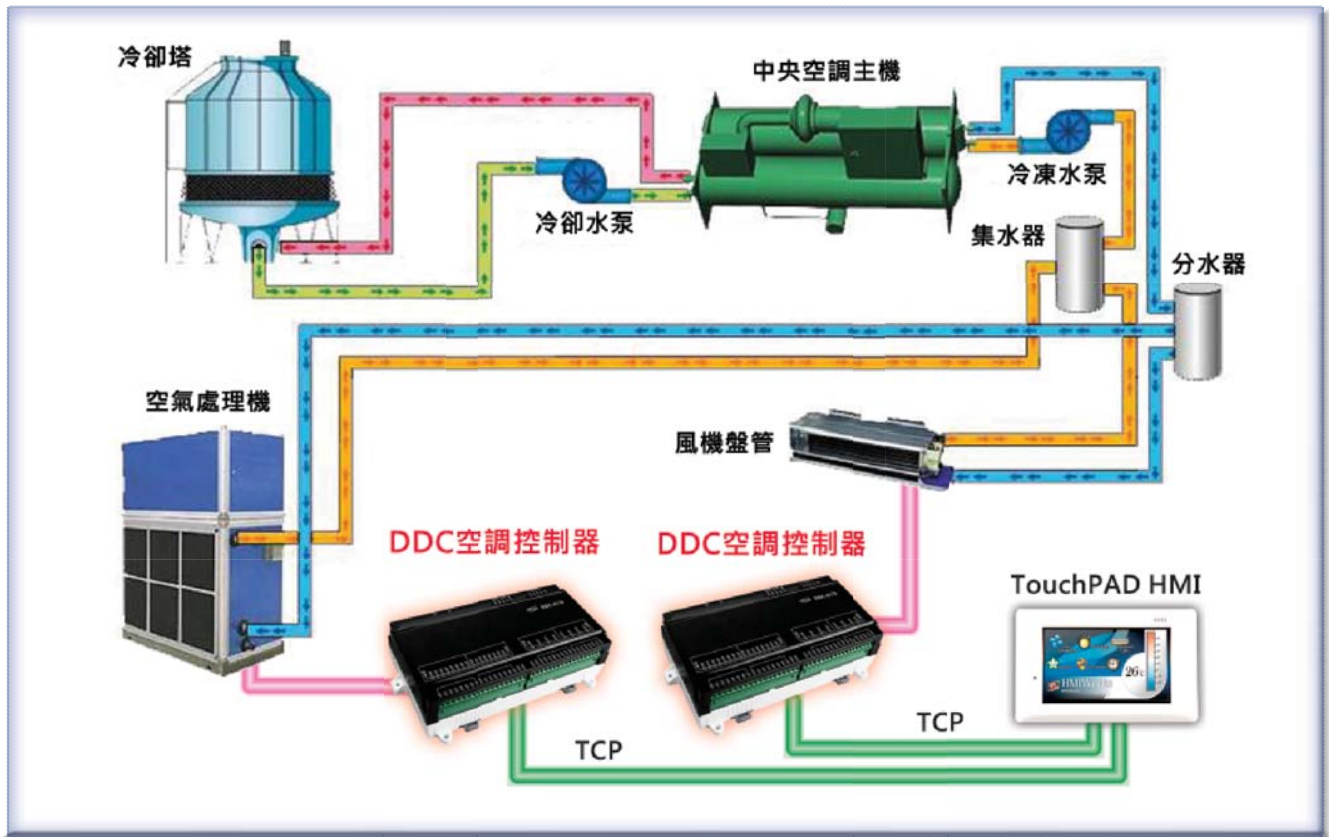 冷卻塔
中央空調主機
冷凍水泵
冷卻水泵
集水器
分水器
空氣處理機
風機盤管
DDC空調控制器
DDC空調控制器
TouchPAD HMI
26°C
TCP
TCP